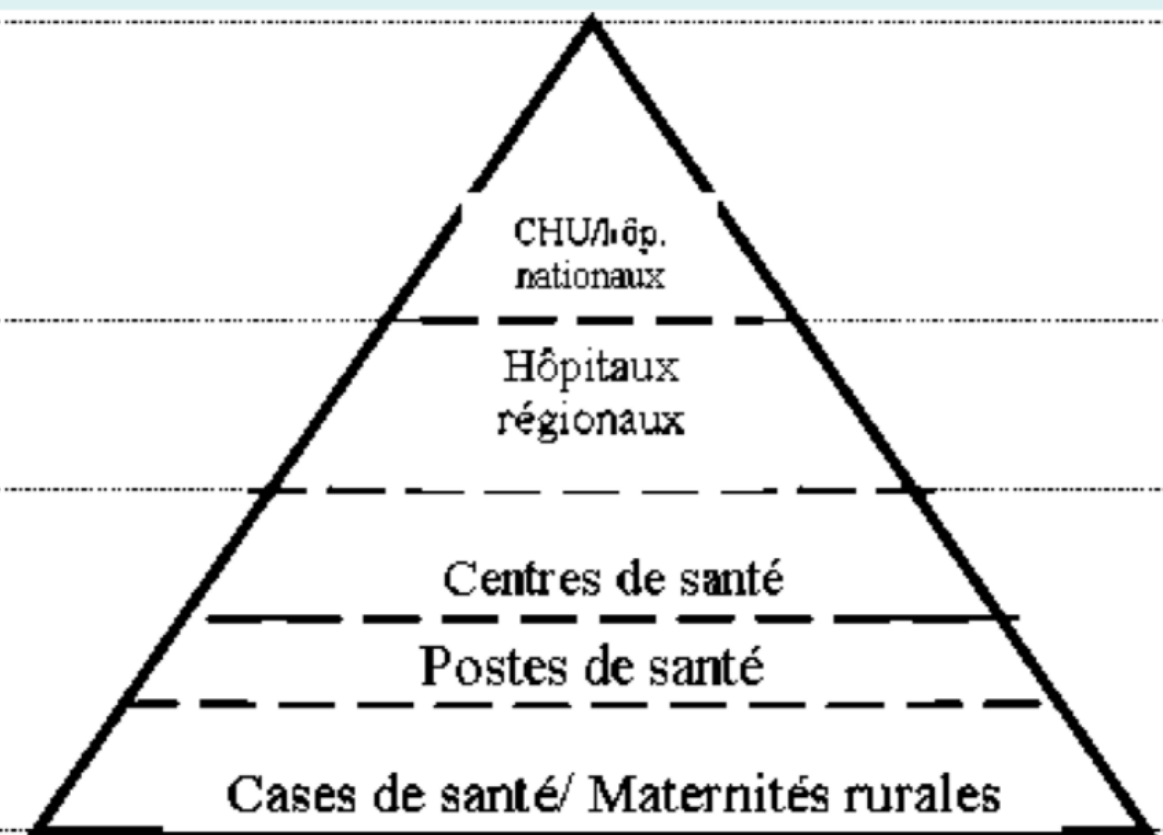 CHU/hôp.
nationaux
Hôpitaux
régionaux
Centres de santé
Postes de santé
Cases de santé/ Maternités rurales